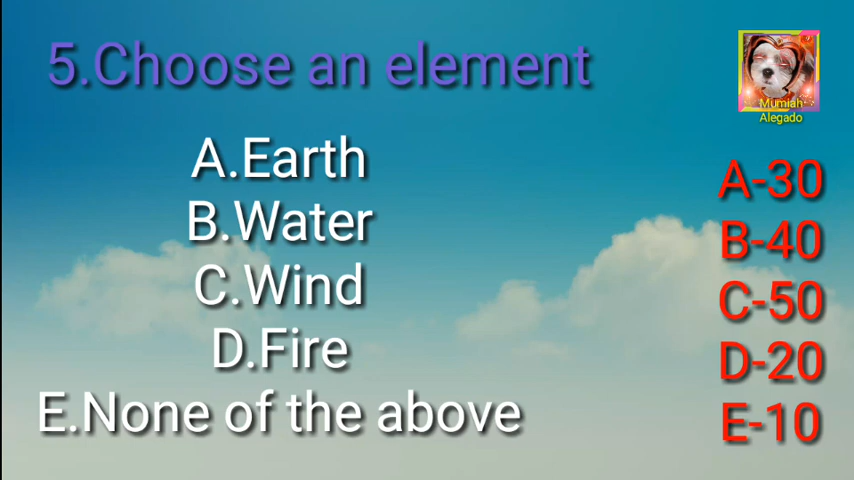 5.Choose an element
Mumiah
Alegado
A.Earth
B.Water
C.Wind
D.Fire
E.None of the above
A-30
B-40
C-50
D-20
E-10